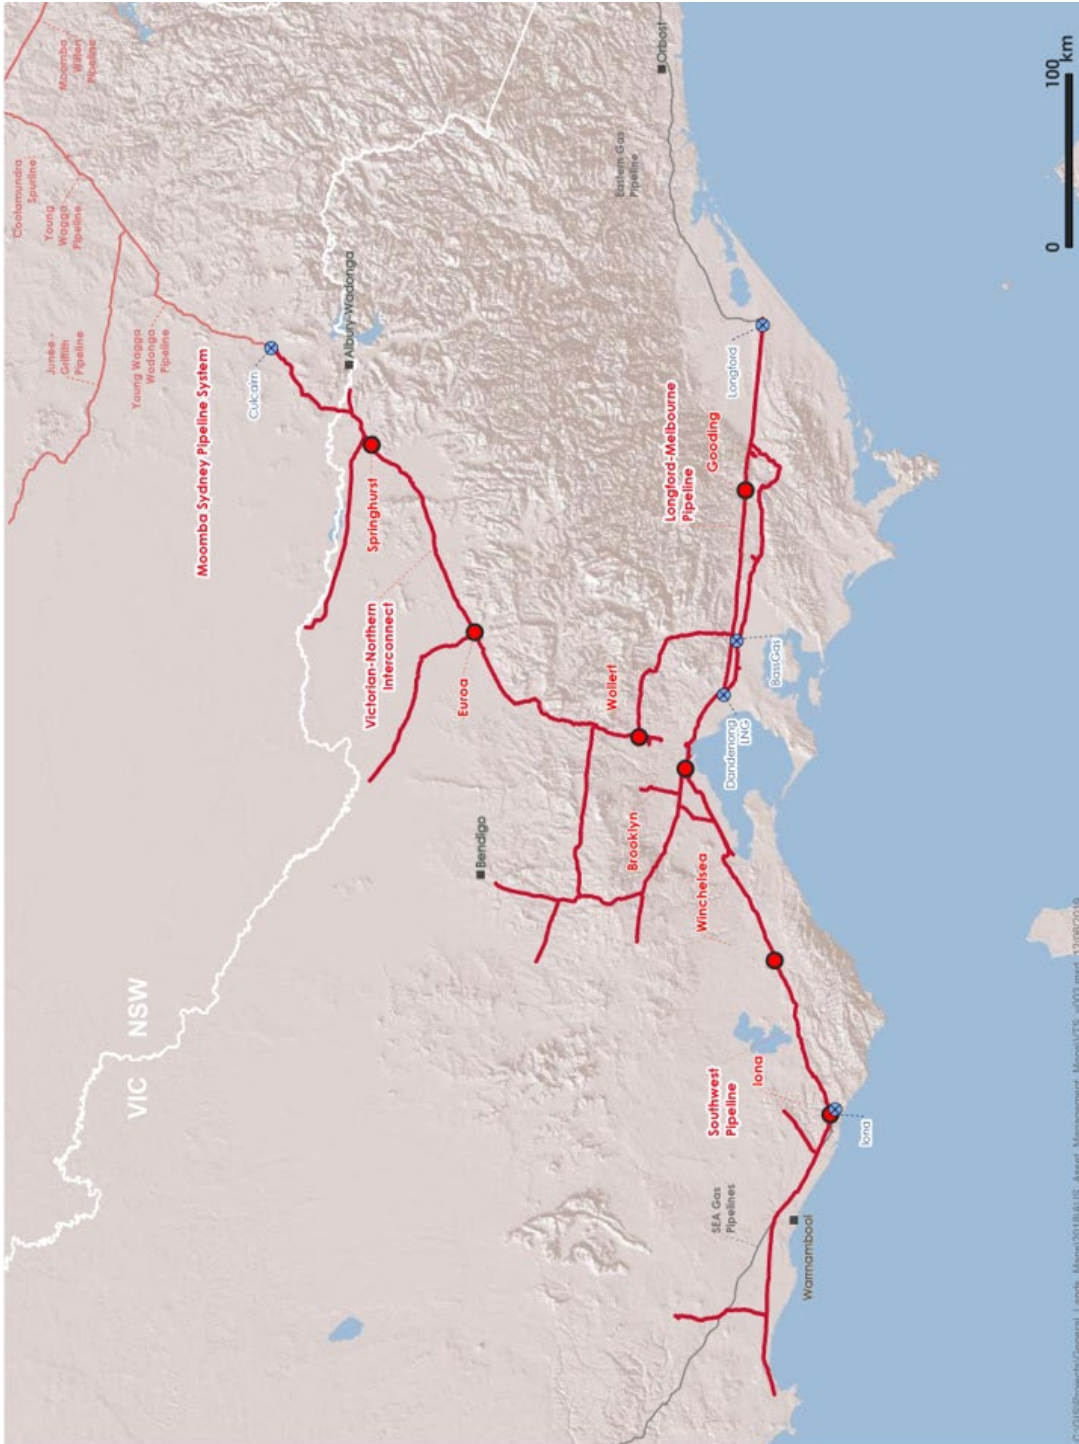 VIC
NSW
Moomba Sydney Pipeline System
Junee -
Griffith
Pipeline
Cootamundra
Spurline
Young
Wagga
Pipeline
Moomba
Wilton
Pipeline
Young Wagga
Wodonga
Pipeline
Culcairn
Albury-Wodonga
Springhurst
Victorian-Northern
Interconnect
Euroa
Bendigo
Wollert
Brooklyn
Winchelsea
Longford-Melbourne
Pipeline
Gooding
Longford
Eastern Gas
Pipeline
Orbost
Dandenong
LNG
BassGas
Southwest
Pipeline
Iona
Iona
SEA Gas
Pipelines
Warrnambool
0
100
km